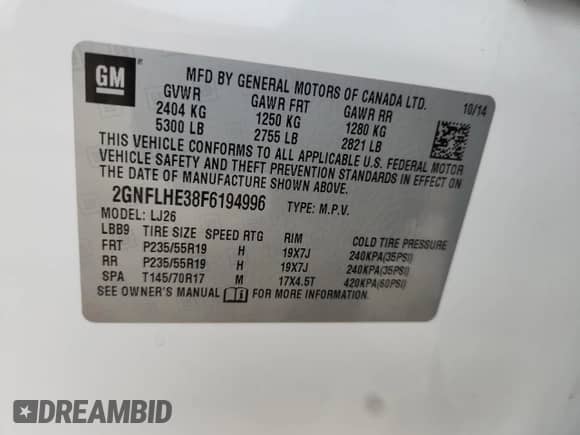 GM
MFD BY GENERAL MOTORS OF CANADA LTD.
10/14
GVWR GAWR FRT GAWR RR
2404 KG 1250 KG 1280 KG
5300 LB 2755 LB 2821 LB
THIS VEHICLE CONFORMS TO ALL APPLICABLE U.S. FEDERAL MOTOR
VEHICLE SAFETY AND THEFT PREVENTION STANDARDS IN EFFECT ON
THE DATE OF MANUFACTURE SHOWN ABOVE.
2GNFLHE38F6194996 TYPE: M.P.V.
MODEL: LJ26
LBB9 TIRE SIZE SPEED RTG RIM COLD TIRE PRESSURE
FRT P235/55R19 H 19X7J 240KPA(35PSI)
RR P235/55R19 H 19X7J 240KPA(35PSI)
SPA T145/70R17 M 17X4.5T 420KPA(60PSI)
SEE OWNER'S MANUAL i FOR MORE INFORMATION.
DREAMBID